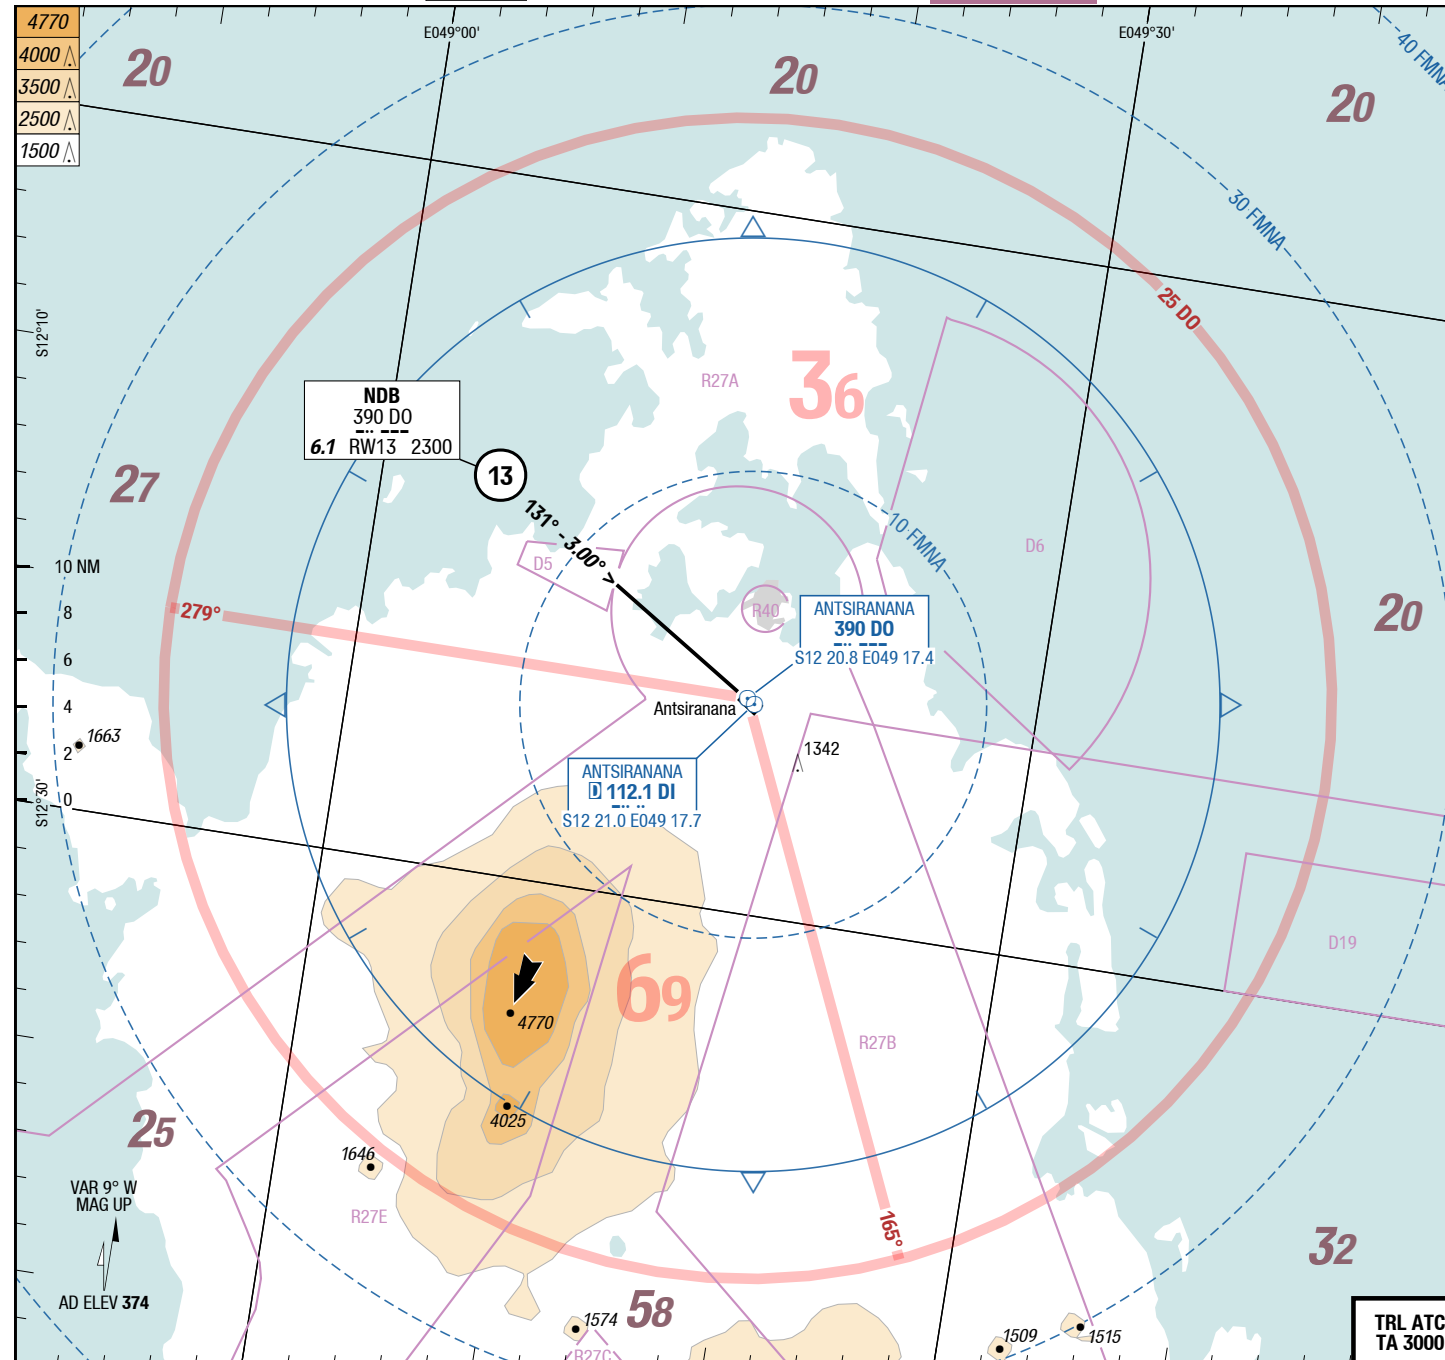 4770
4000
3500
2500
1500
E049°00'
E049°30'
40 FMNA
20
20
20
30 FMNA
25 DO
S12°10'
R27A
36
NDB
390 DO
6.1 RW13 2300
13
27
131° - 3.00° >
10 FMNA
D5
D6
10 NM
8
6
4
2
0
279°
R40
ANTSIRANANA
390 DO
S12 20.8 E049 17.4
20
Antsiranana
1663
1342
S12°30'
ANTSIRANANA
D 112.1 DI
S12 21.0 E049 17.7
D19
69
4770
R27B
4025
25
1646
VAR 9° W
MAG UP
R27E
165°
32
AD ELEV 374
58
1574
R27C
1509
1515
TRL ATC
TA 3000